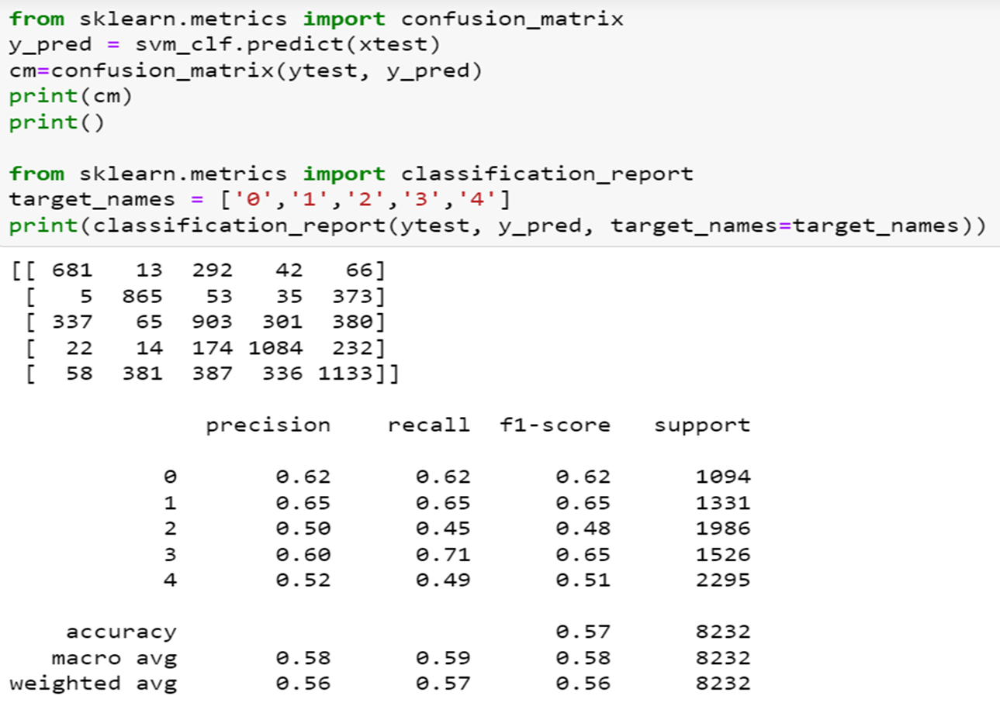 from sklearn.metrics import confusion_matrix
y_pred = svm_clf.predict(xtest)
cm=confusion_matrix(ytest, y_pred)
print(cm)
print()
from sklearn.metrics import classification_report
target_names = ['0','1','2','3','4']
print(classification_report(ytest, y_pred, target_names=target_names))
[[ 681 13 292 42 66]
[ 5 865 53 35 373]
[ 337 65 903 301 380]
[ 22 14 174 1084 232]
[ 58 381 387 336 1133]]
precision recall f1-score support
0 0.62 0.62 0.62 1094
1 0.65 0.65 0.65 1331
2 0.50 0.45 0.48 1986
3 0.60 0.71 0.65 1526
4 0.52 0.49 0.51 2295
accuracy 0.57 8232
macro avg 0.58 0.59 0.58 8232
weighted avg 0.56 0.57 0.56 8232